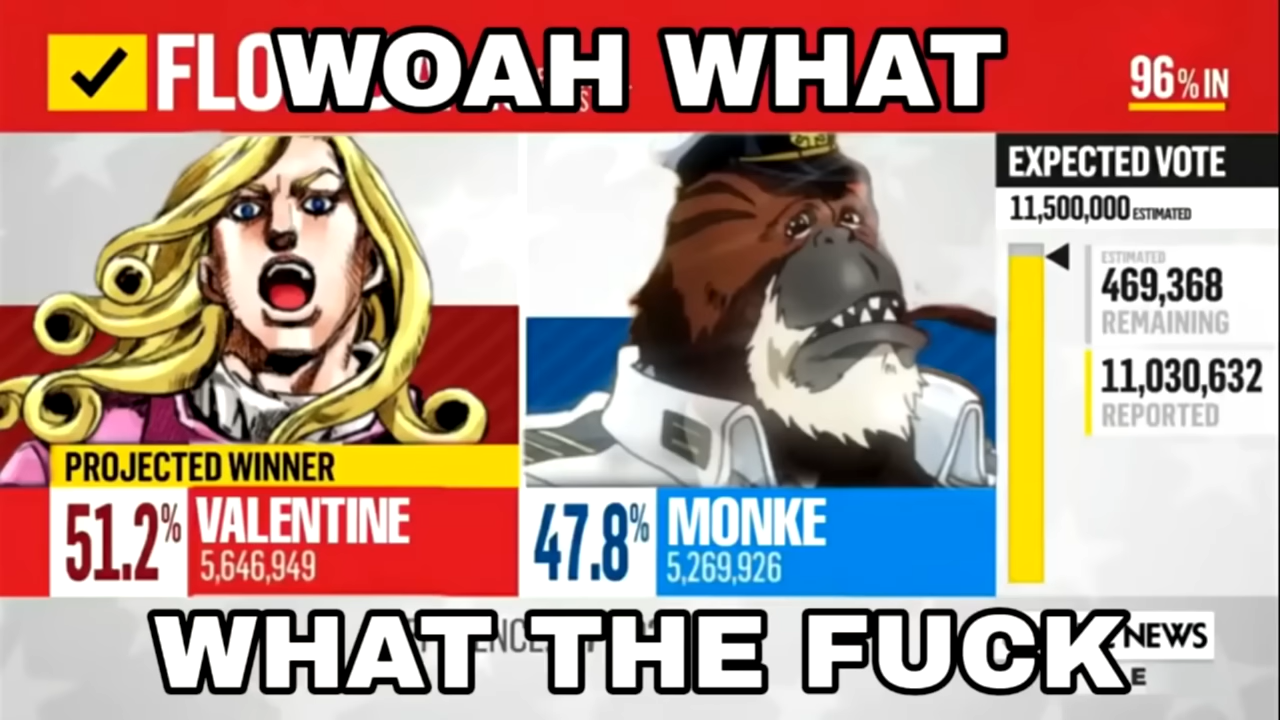 WOAH WHAT
FLO
96% IN
EXPECTED VOTE
11,500,000 ESTIMATED
ESTIMATED
469,368
REMAINING
11,030,632
REPORTED
PROJECTED WINNER
51.2% VALENTINE
5,646,949
47.8% MONKE
5,269,926
WHAT THE FUCK
NEWS